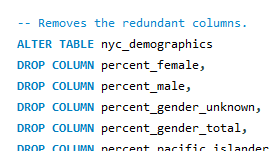 -- Removes the redundant columns.
ALTER TABLE nyc_demographics
DROP COLUMN percent_female,
DROP COLUMN percent_male,
DROP COLUMN percent_gender_unknown,
DROP COLUMN percent_gender_total,
DROP COLUMN percent_pacific_islander